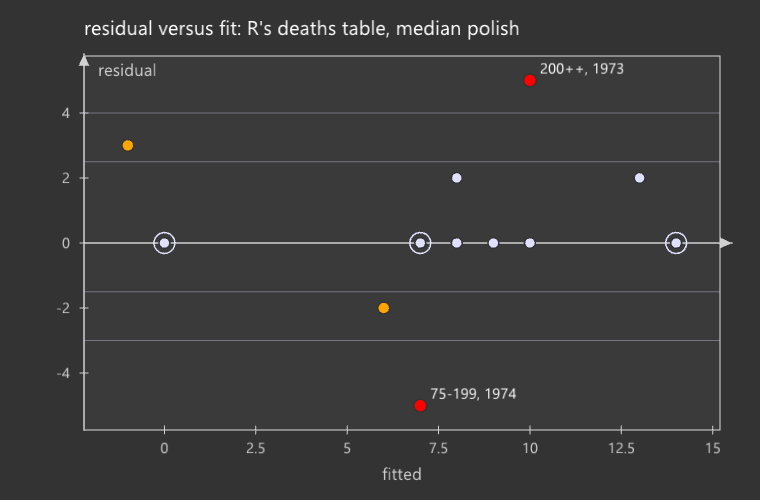 residual versus fit: R's deaths table, median polish
residual
200++, 1973
4
2
0
-2
-4
75-199, 1974
0 2.5 5 7.5 10 12.5 15
fitted